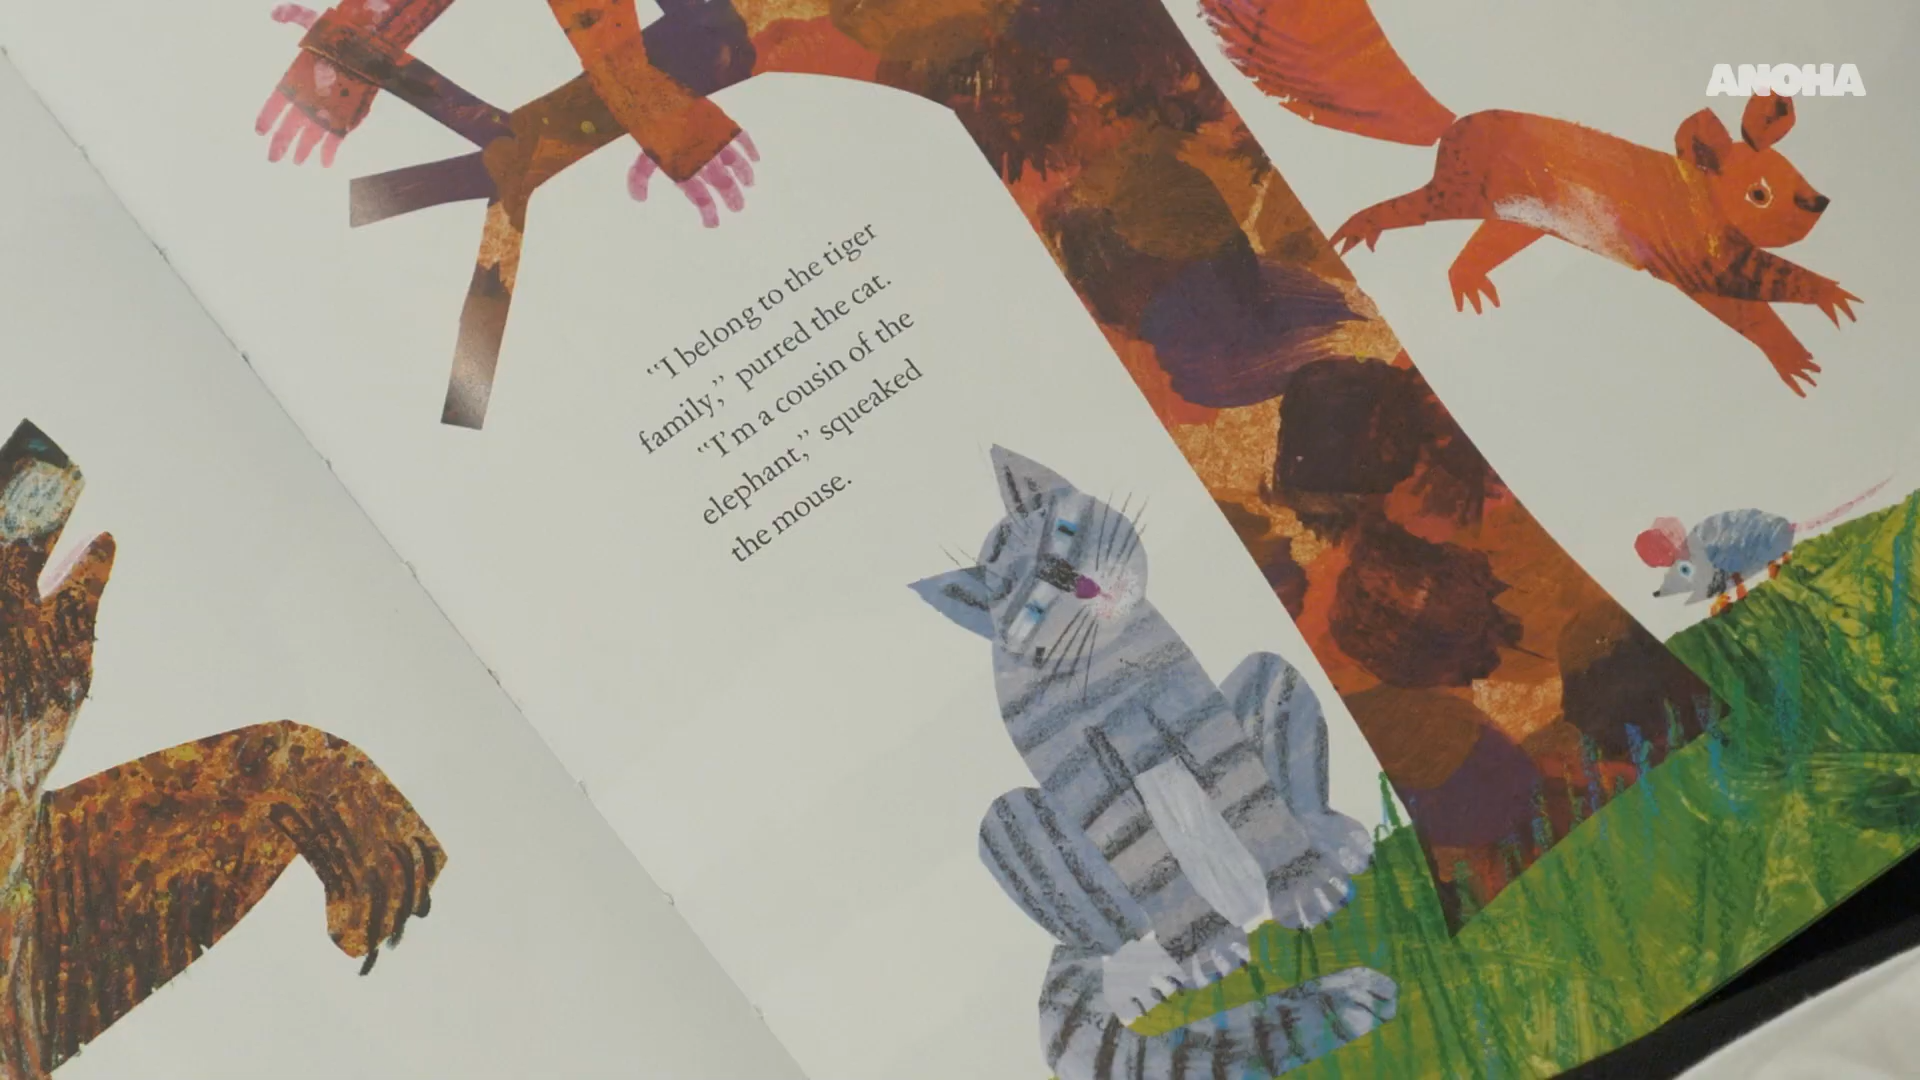 ANOHA
“I belong to the tiger
family,” purred the cat.
“I’m a cousin of the
elephant,” squeaked
the mouse.